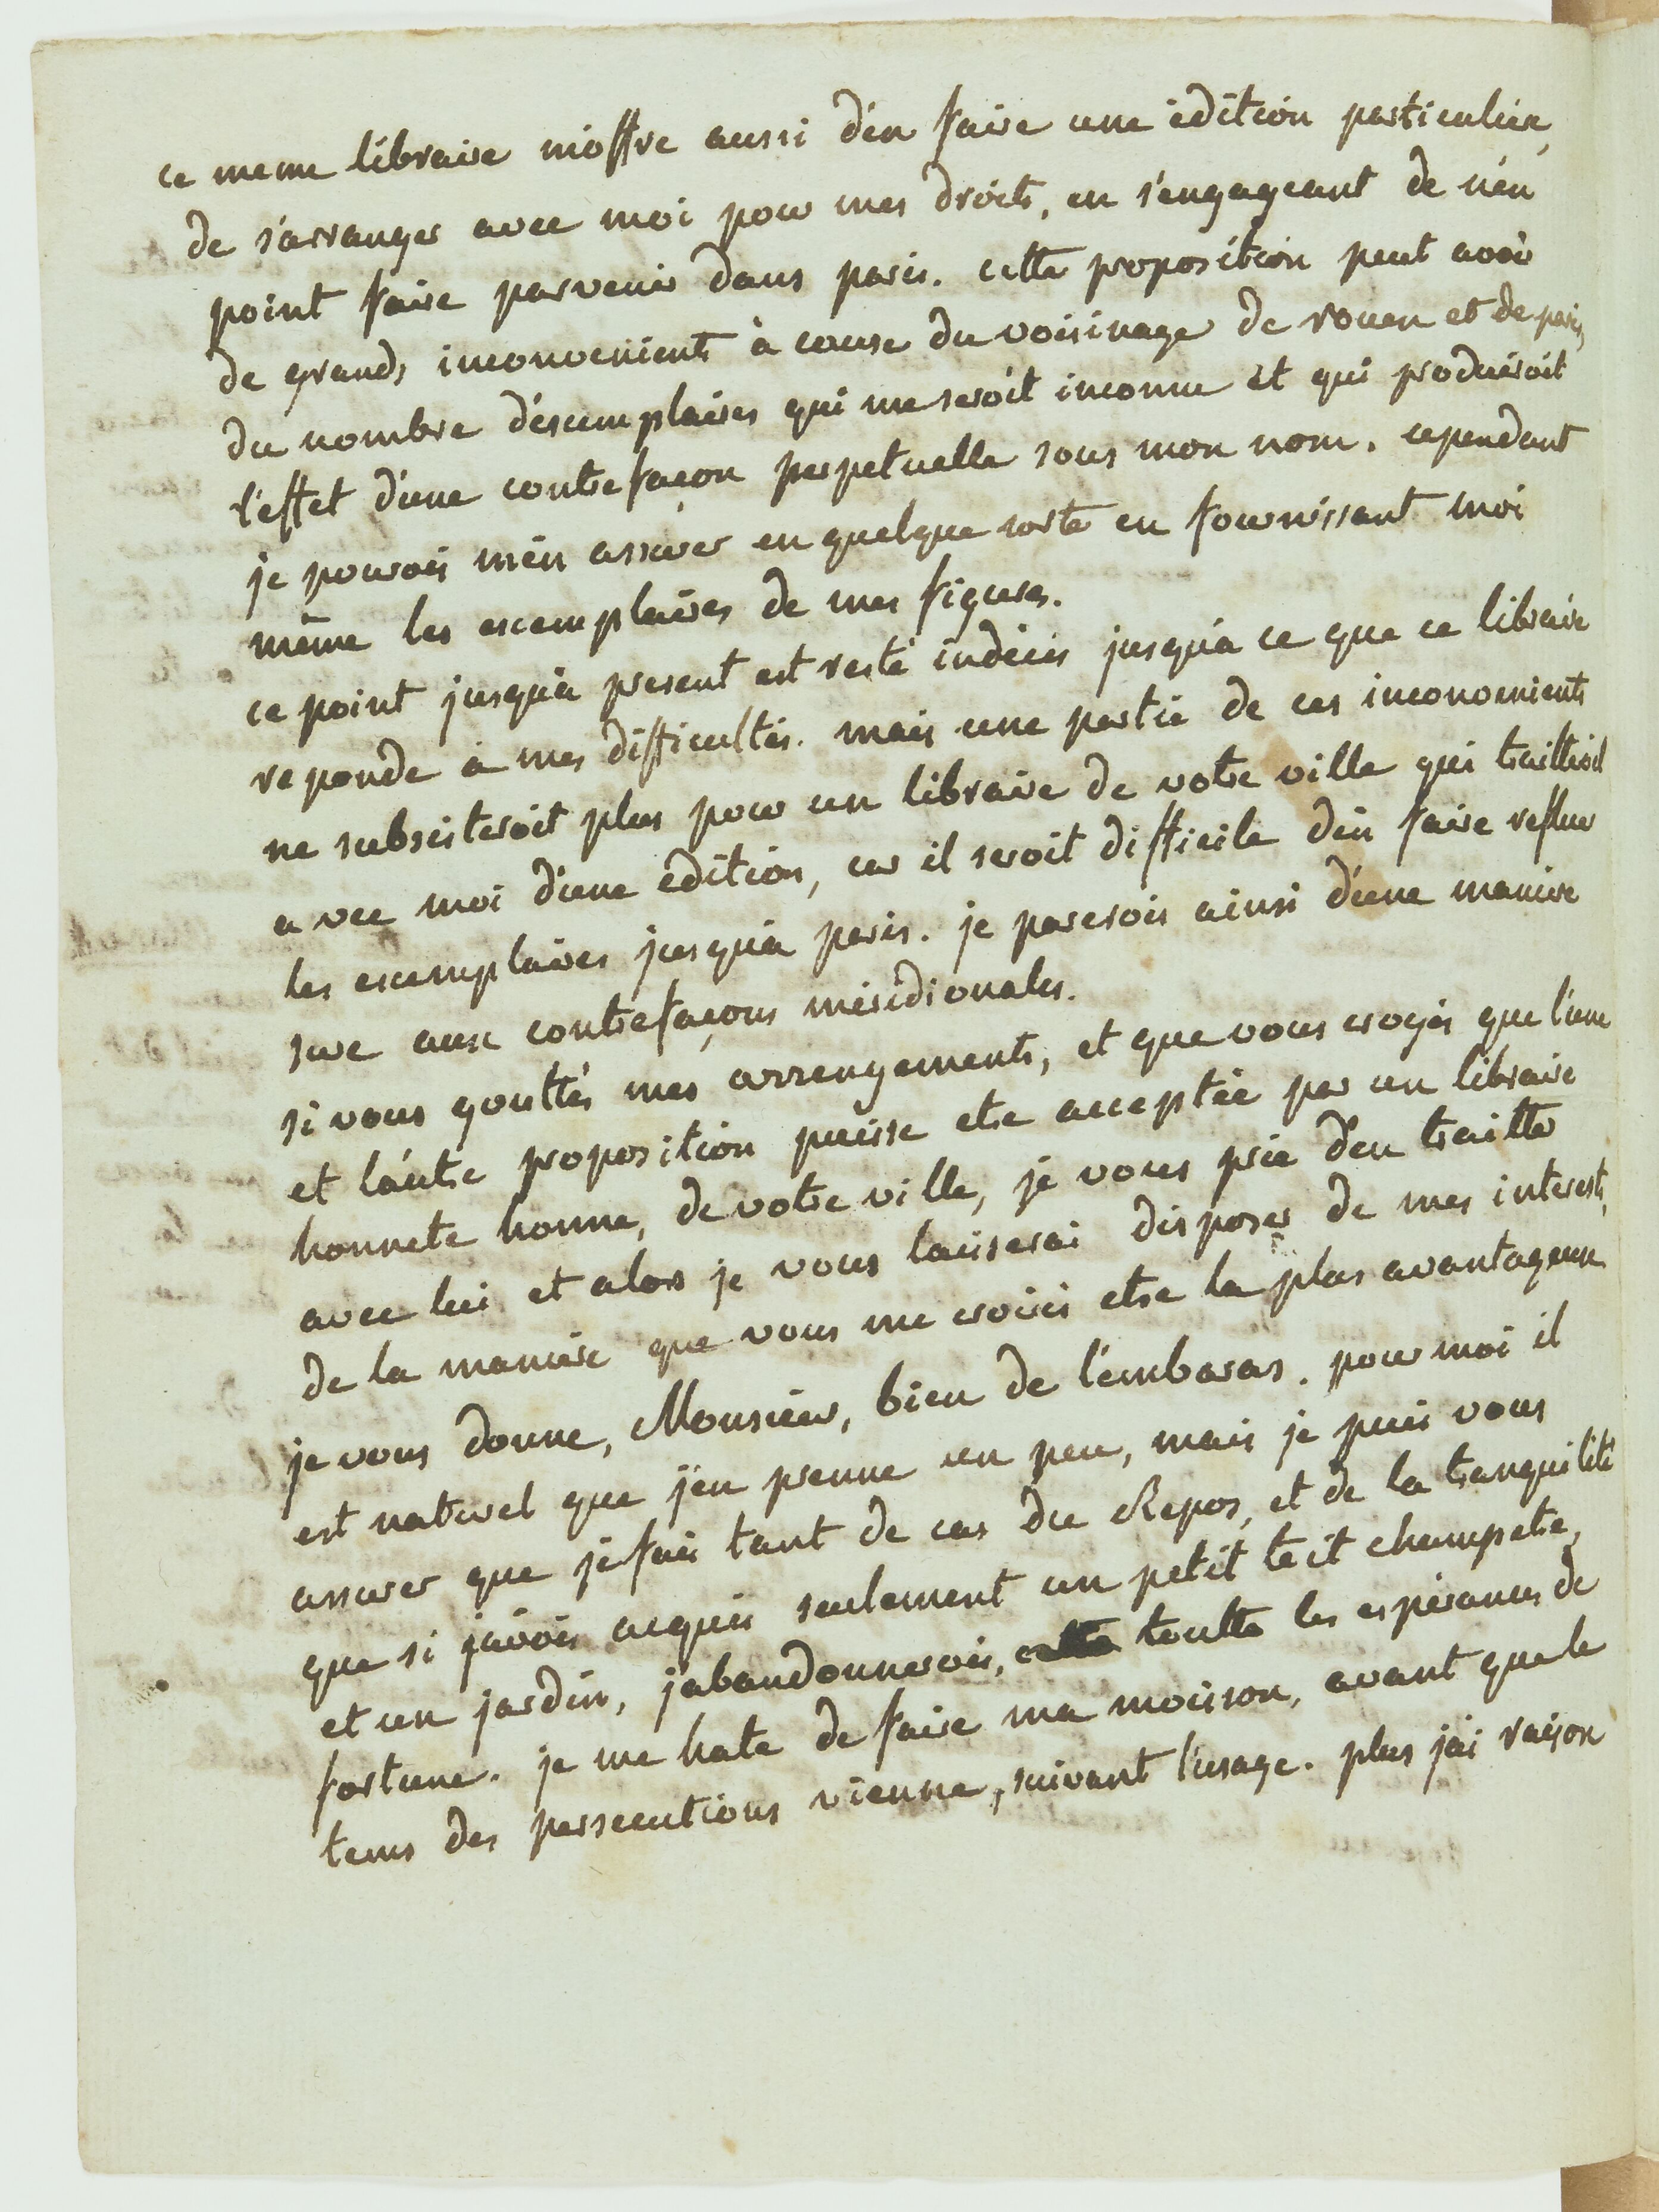 ce meme libraire m'offre aussi d'en faire une édition particuliere,
de s'arranger avec moi pour mes droits, en s'engageant de n'en
point faire parvenir dans paris. cette proposition peut avoir
de grands inconvenients à cause du voisinage de rouen et de paris,
du nombre d'exemplaires qui me seroit inconnu et qui produiroit
l'effet d'une contrefaçon perpetuelle sous mon nom. cependant
je pourois m'en assurer en quelque sorte en fournissant moi
même les exemplaires de mes figures.
ce point jusqu'a present est resté indécis jusqu'a ce que ce libraire
reponde a mes difficultés. mais une partie de ces inconvenients
ne subsisteroit plus pour un libraire de votre ville qui traitteroit
avec moi d'une edition, car il seroit difficile d'en faire refluer
les exemplaires jusqu'a paris. je parerois ainsi d'une maniere
sure aux contrefaçons méridionales.
si vous gouttés mes arrengements, et que vous croyés que l'une
et l'autre proposition puisse etre acceptée par un libraire
honnete homme, de votre ville, je vous prie d'en traitter
avec lui et alors je vous laisserai disposer de mes interests,
de la maniere que vous me croirés etre la plus avantageuse
je vous donne, Monsieur, bien de l'embaras. pour moi il
est naturel que j'en prenne un peu, mais je puis vous
assurer que je fais tant de cas du Repos, et de la tranquilité
que si j'avois acquis seulement un petit toit champetre,
et un jardin, j'abandonnerois, toutte les espérances de
fortune. je me hate de faire ma moisson, avant que le
tems des persecutions vienne, suivant l'usage. plus j'ai raison